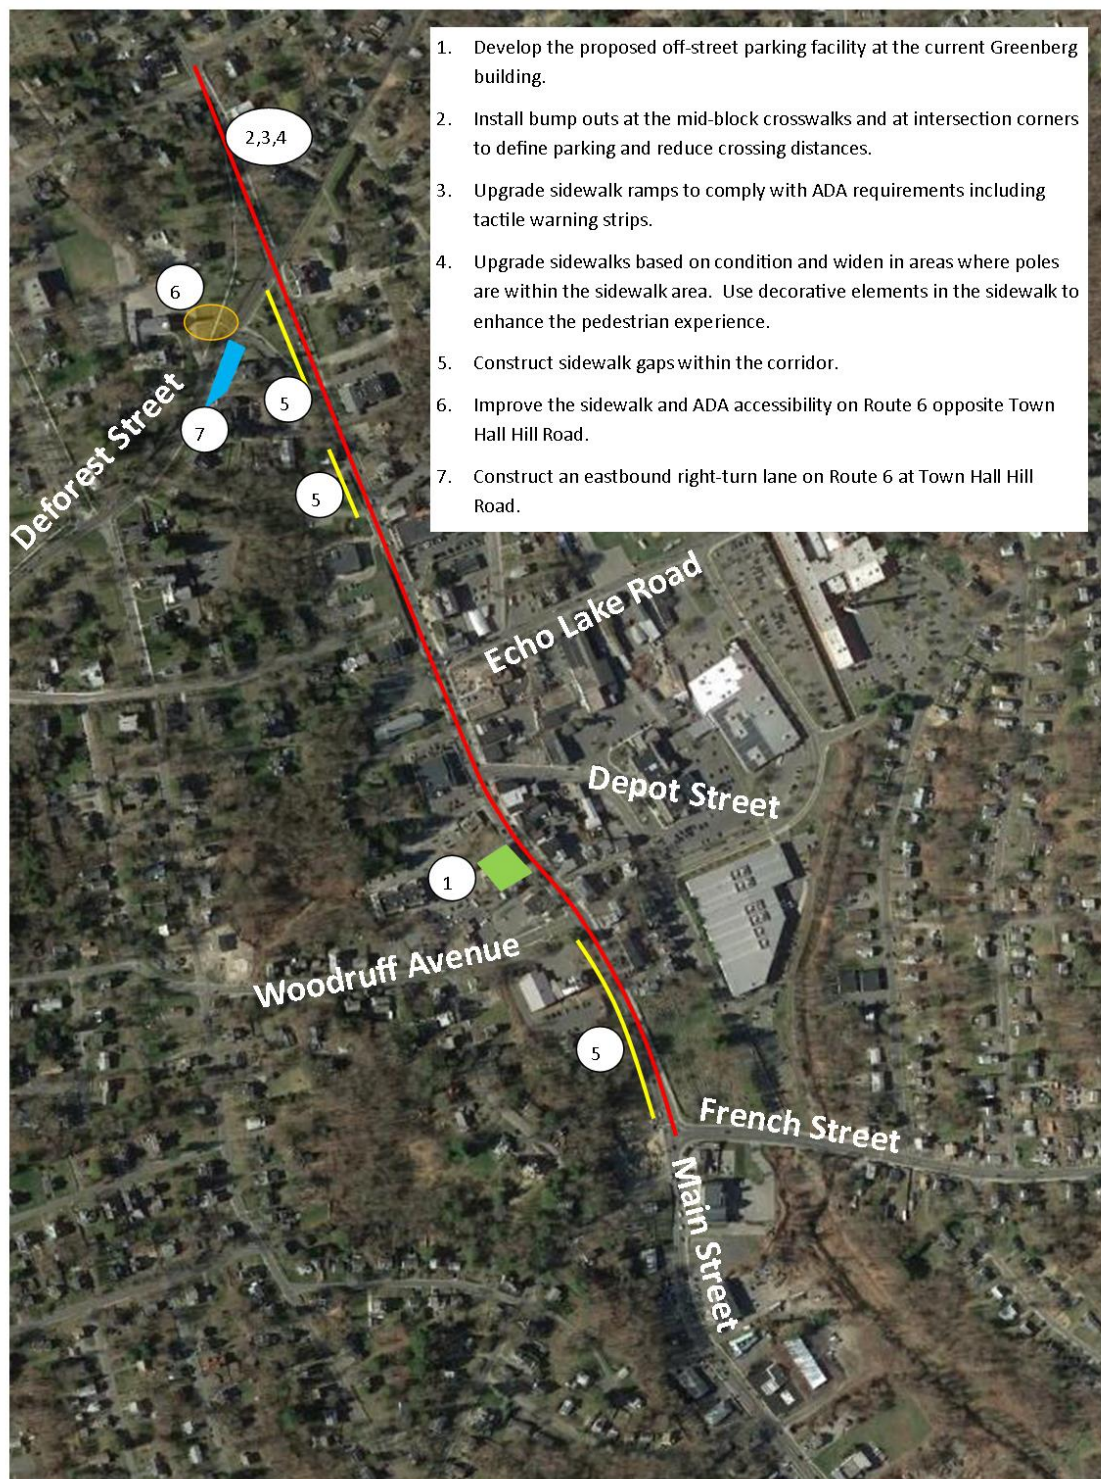 1. Develop the proposed off-street parking facility at the current Greenberg
building.
2. Install bump outs at the mid-block crosswalks and at intersection corners
to define parking and reduce crossing distances.
3. Upgrade sidewalk ramps to comply with ADA requirements including
tactile warning strips.
4. Upgrade sidewalks based on condition and widen in areas where poles
are within the sidewalk area. Use decorative elements in the sidewalk to
enhance the pedestrian experience.
5. Construct sidewalk gaps within the corridor.
6. Improve the sidewalk and ADA accessibility on Route 6 opposite Town
Hall Hill Road.
7. Construct an eastbound right-turn lane on Route 6 at Town Hall Hill
Road.
2,3,4
6
5
7
Deforest Street
5
Echo Lake Road
Depot Street
1
Woodruff Avenue
5
French Street
Main Street